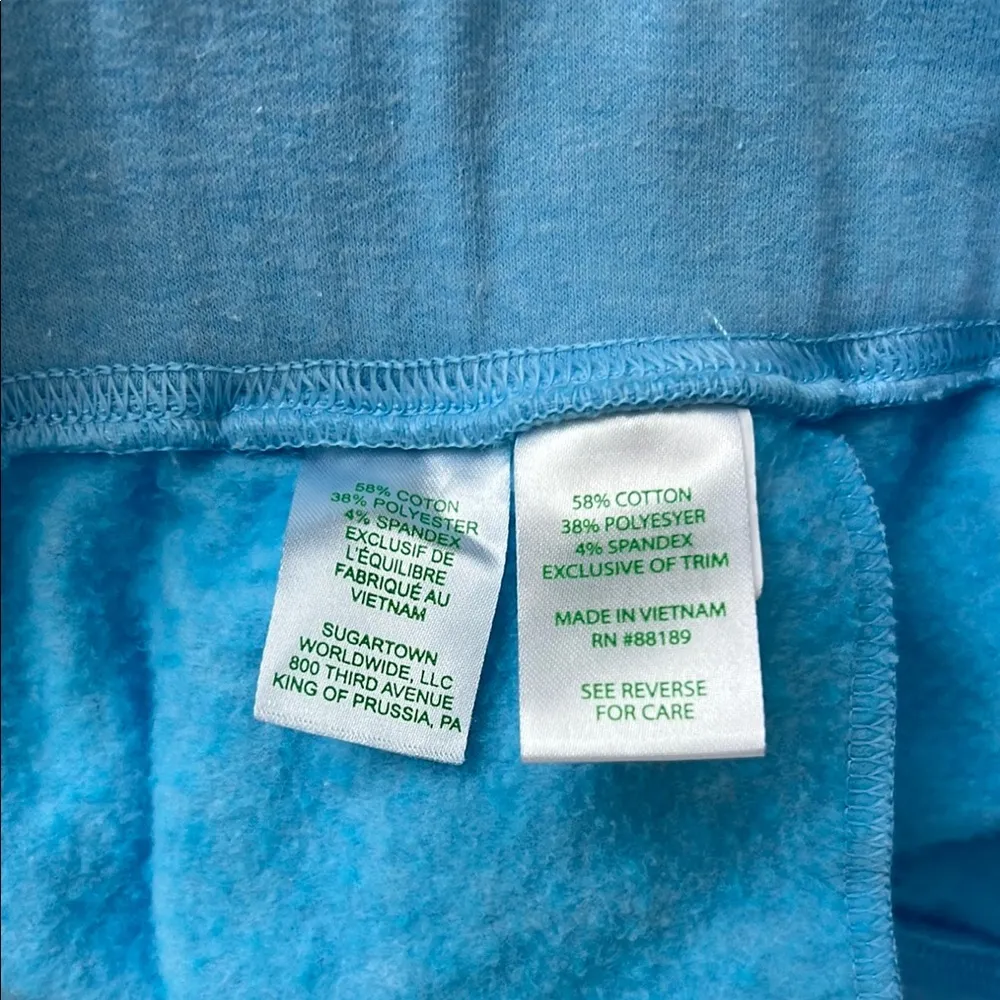 58% COTON
38% POLYESTER
4% SPANDEX
EXCLUSIF DE
L'ÉQUILIBRE
FABRIQUÉ AU
VIETNAM
SUGARTOWN
WORLDWIDE, LLC
800 THIRD AVENUE
KING OF PRUSSIA, PA
58% COTTON
38% POLYESYER
4% SPANDEX
EXCLUSIVE OF TRIM
MADE IN VIETNAM
RN #88189
SEE REVERSE
FOR CARE